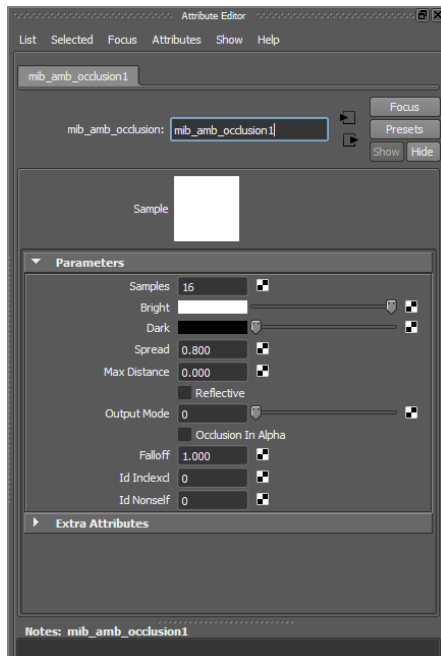 Attribute Editor
List Selected Focus Attributes Show Help
mib_amb_occlusion1
Focus
mib_amb_occlusion: mib_amb_occlusion1
Presets
Show Hide
Sample
Parameters
Samples 16
Bright
Dark
Spread 0.800
Max Distance 0.000
Reflective
Output Mode 0
Occlusion In Alpha
Falloff 1.000
Id Indexcl 0
Id Nonself 0
Extra Attributes
Notes: mib_amb_occlusion1